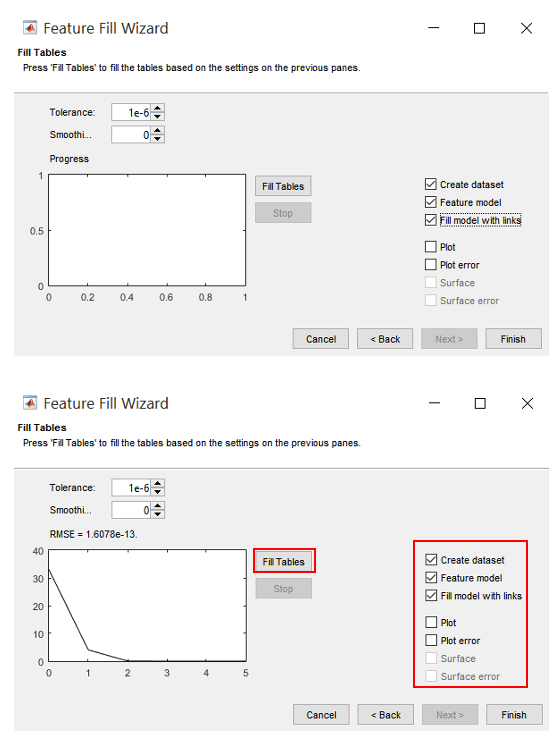 Feature Fill Wizard
Fill Tables
Press 'Fill Tables' to fill the tables based on the settings on the previous panes.
Tolerance: 1e-6
Smoothi... 0
Progress
1
0.5
0
0 0.2 0.4 0.6 0.8 1
Fill Tables
Stop
Create dataset
Feature model
Fill model with links
Plot
Plot error
Surface
Surface error
Cancel < Back Next > Finish
Feature Fill Wizard
Fill Tables
Press 'Fill Tables' to fill the tables based on the settings on the previous panes.
Tolerance: 1e-6
Smoothi... 0
RMSE = 1.6078e-13.
40
30
20
10
0
0 1 2 3 4 5
Fill Tables
Stop
Create dataset
Feature model
Fill model with links
Plot
Plot error
Surface
Surface error
Cancel < Back Next > Finish